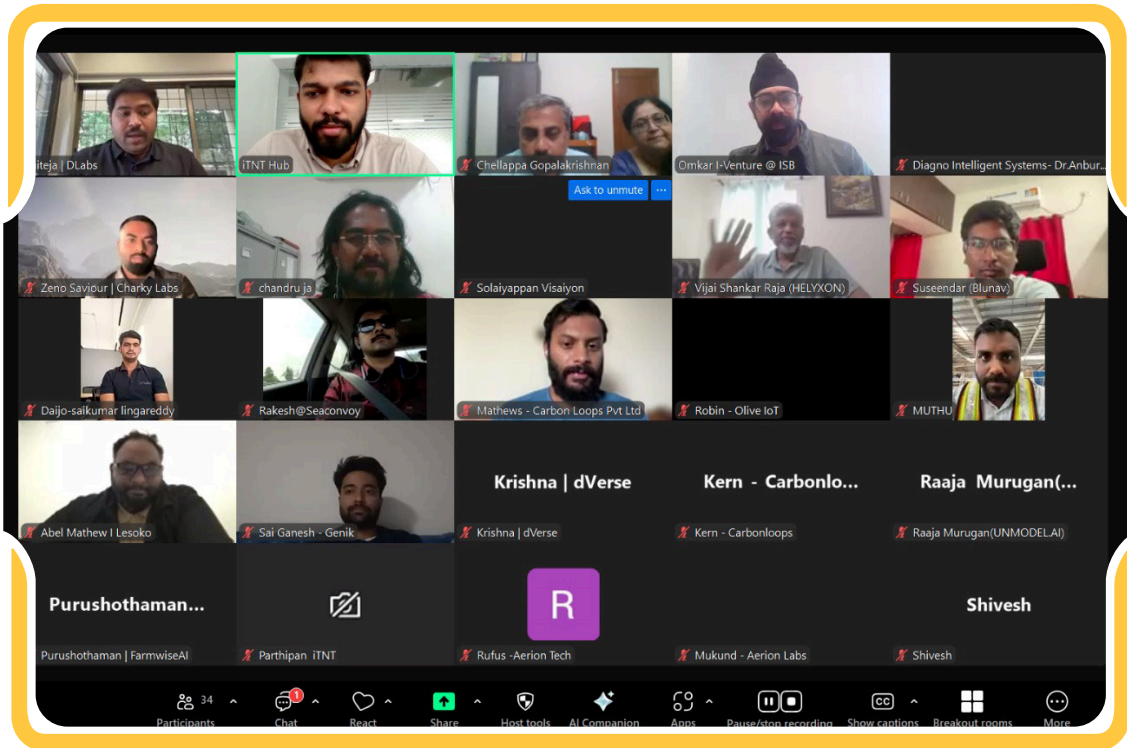 iteja | DLabs
iTNT Hub
Chellappa Gopalakrishnan
Omkar I-Venture @ ISB
Diagno Intelligent Systems- Dr.Anbur...
Ask to unmute ...
Zeno Saviour | Charky Labs
chandru ja
Solaiyappan Visaiyon
Vijai Shankar Raja (HELYXON)
Suseendar (Blunav)
Daijo-saikumar lingareddy
Rakesh@Seaconvoy
Mathews - Carbon Loops Pvt Ltd
Robin - Olive IoT
MUTHU
Abel Mathew I Lesoko
Sai Ganesh - Genik
Krishna | dVerse
Krishna | dVerse
Kern - Carbonlo...
Kern - Carbonloops
Raaja Murugan(...
Raaja Murugan(UNMODEL.AI)
Purushothaman...
Purushothaman | FarmwiseAI
Parthipan iTNT
R
Rufus -Aerion Tech
Mukund - Aerion Labs
Shivesh
Shivesh
34
Participants
1
Chat
React
Share
Host tools
AI Companion
Apps
Pause/stop recording
CC
Show captions
Breakout rooms
More